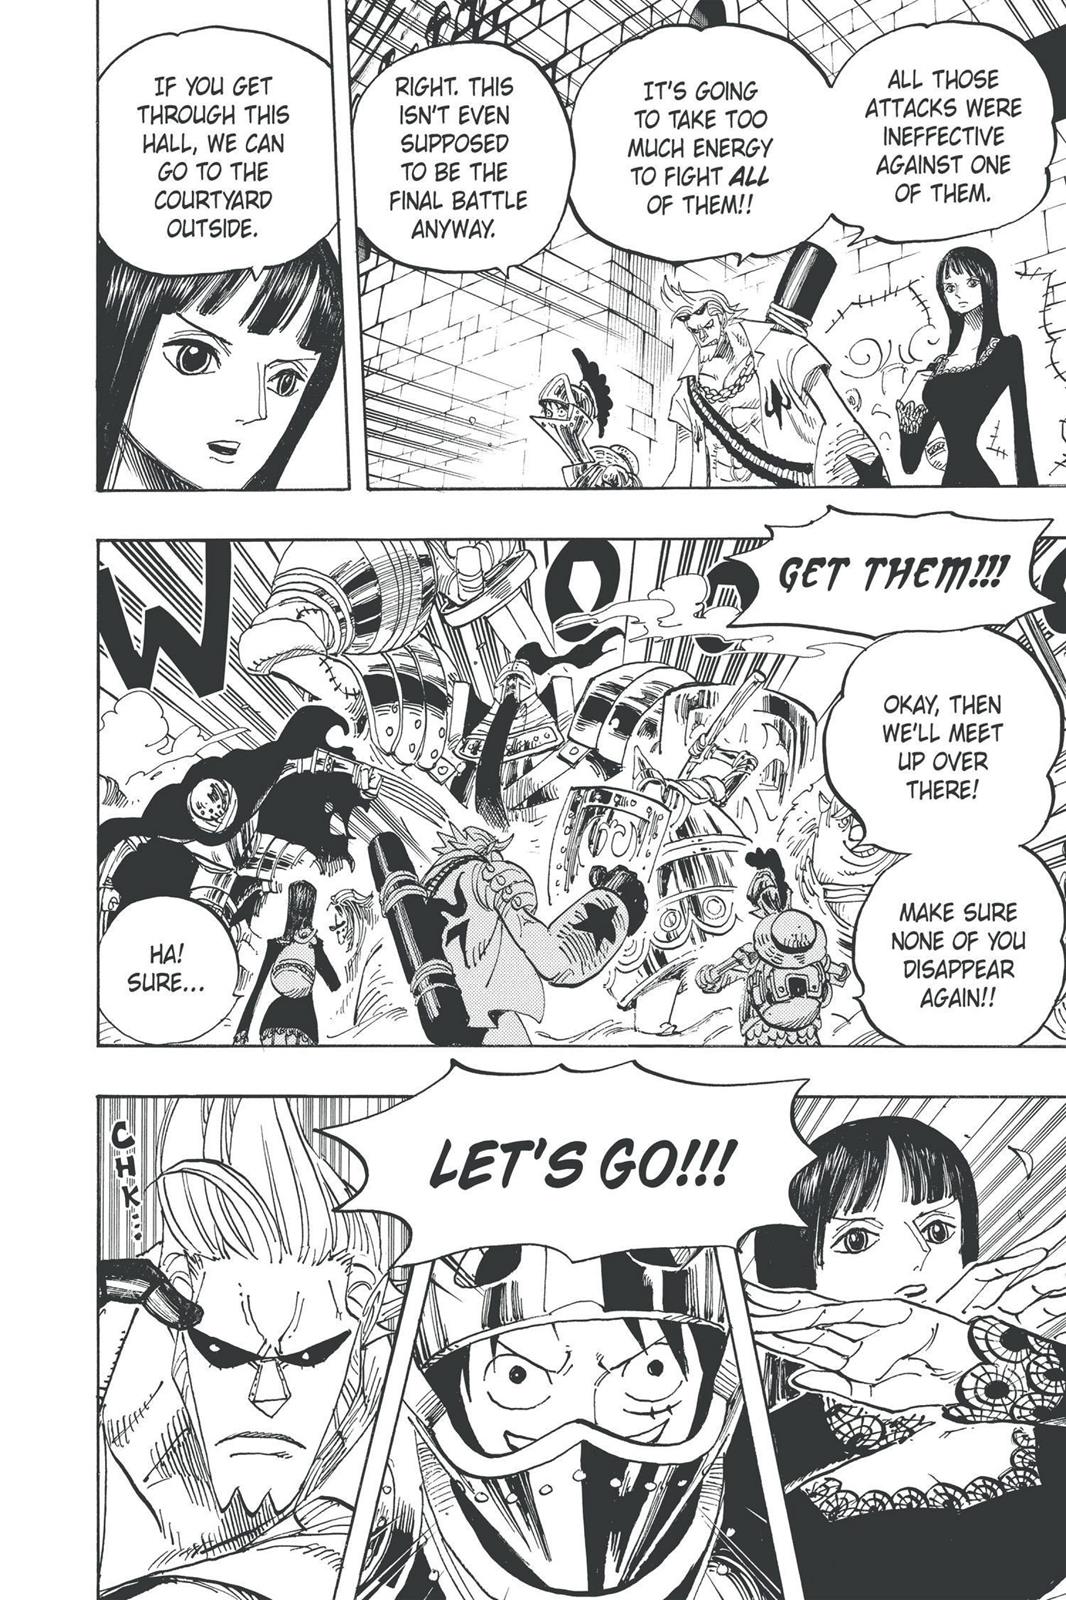 ALL THOSE
ATTACKS WERE
INEFFECTIVE
AGAINST ONE
OF THEM.
IT'S GOING
TO TAKE TOO
MUCH ENERGY
TO FIGHT ALL
OF THEM!!
RIGHT. THIS
ISN'T EVEN
SUPPOSED
TO BE THE
FINAL BATTLE
ANYWAY.
IF YOU GET
THROUGH THIS
HALL, WE CAN
GO TO THE
COURTYARD
OUTSIDE.
GET THEM!!!
WOOO
OKAY, THEN
WE'LL MEET
UP OVER
THERE!
MAKE SURE
NONE OF YOU
DISAPPEAR
AGAIN!!
HA!
SURE...
LET'S GO!!!
CHK...